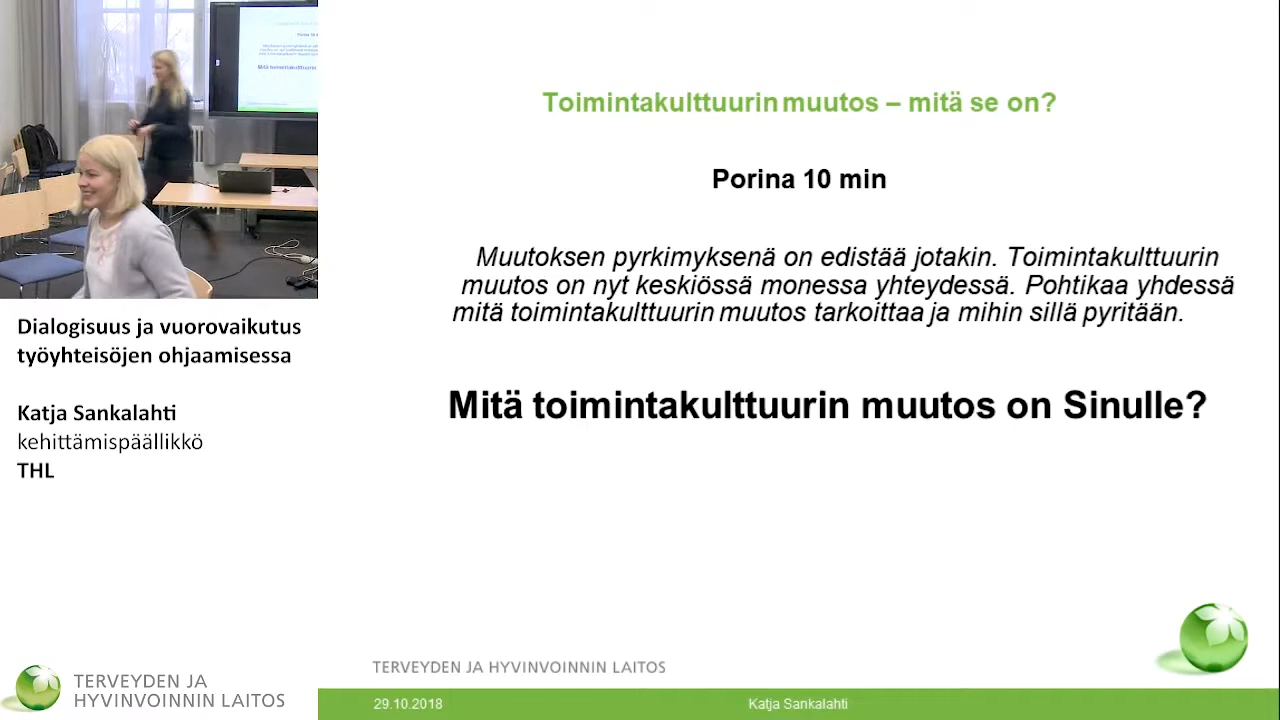 Dialogisuus ja vuorovaikutus
työyhteisöjen ohjaamisessa
Katja Sankalahti
kehittämispäällikkö
THL
TERVEYDEN JA
HYVINVOINNIN LAITOS
Toimintakulttuurin muutos – mitä se on?
Porina 10 min
Muutoksen pyrkimyksenä on edistää jotakin. Toimintakulttuurin
muutos on nyt keskiössä monessa yhteydessä. Pohtikaa yhdessä
mitä toimintakulttuurin muutos tarkoittaa ja mihin sillä pyritään.
Mitä toimintakulttuurin muutos on Sinulle?
TERVEYDEN JA HYVINVOINNIN LAITOS
29.10.2018
Katja Sankalahti